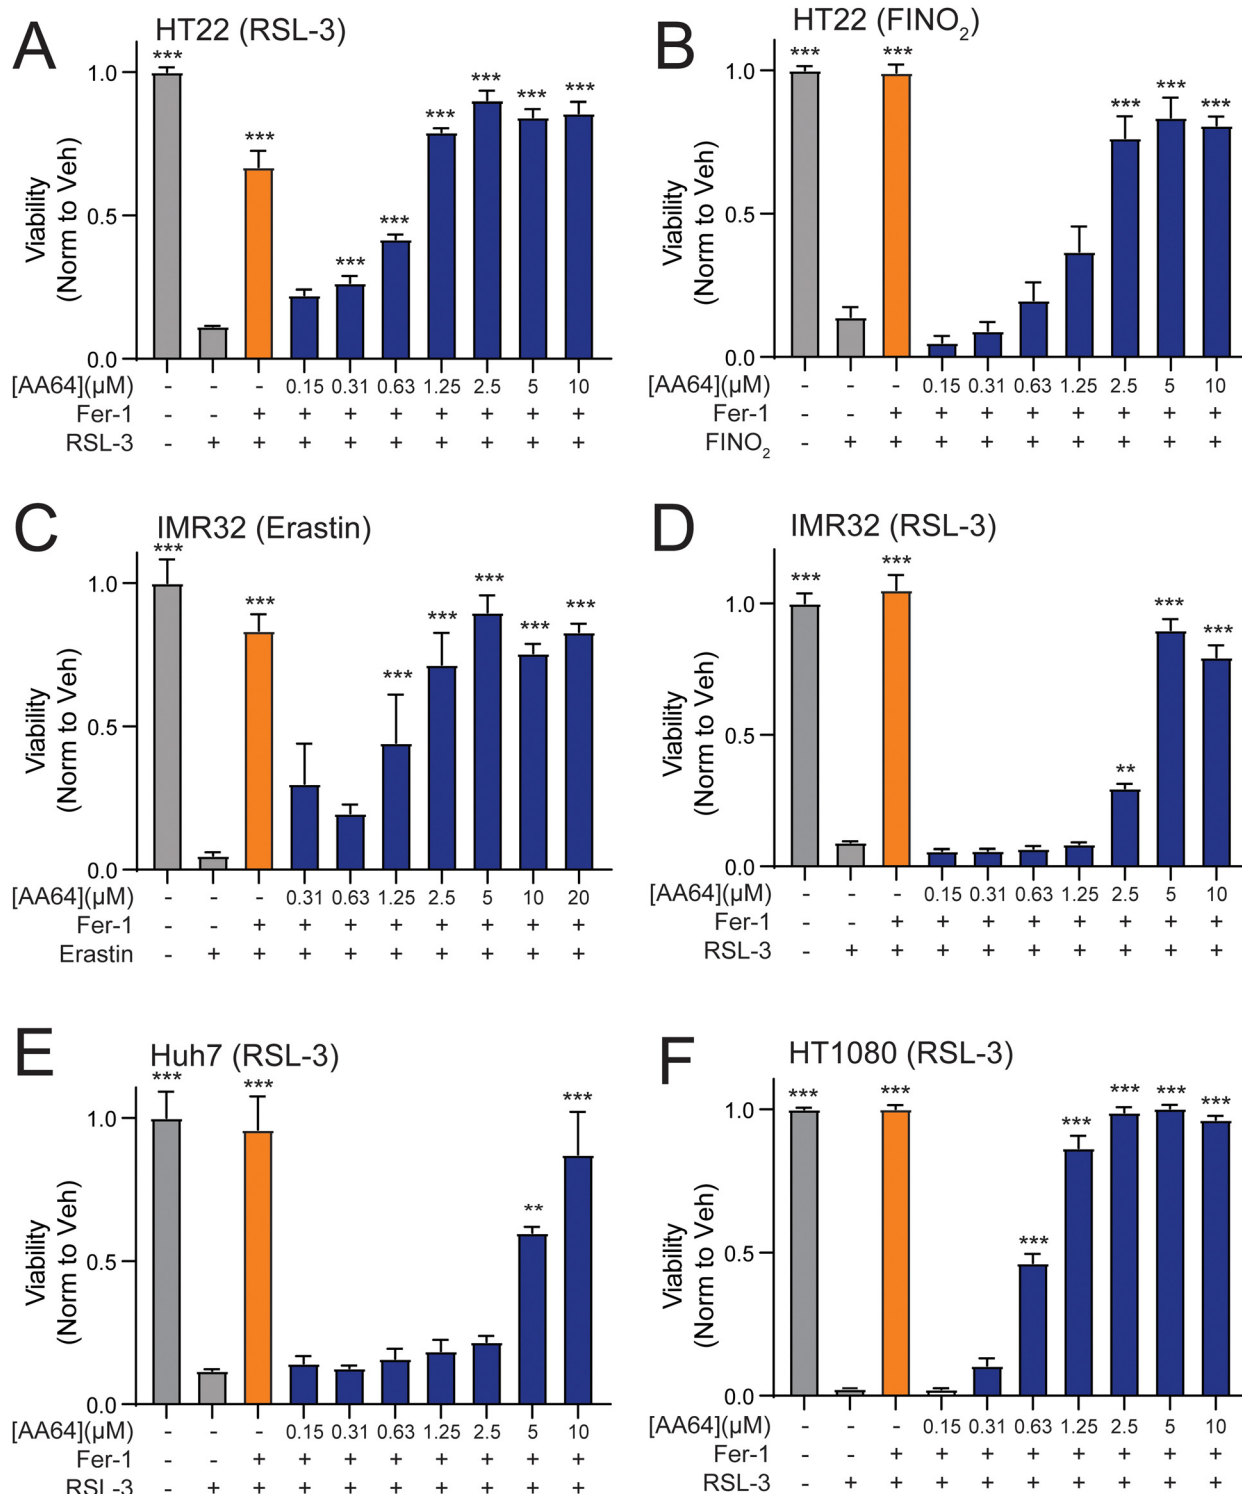 A
HT22 (RSL-3)
Viability
(Norm to Veh)
1.0
0.5
0.0
*** *** *** *** *** *** *** ***
[AA64](µM) - - - 0.15 0.31 0.63 1.25 2.5 5 10
Fer-1 - - + + + + + + + +
RSL-3 - + + + + + + + + +
B
HT22 (FINO₂)
Viability
(Norm to Veh)
1.0
0.5
0.0
*** *** *** *** ***
[AA64](µM) - - - 0.15 0.31 0.63 1.25 2.5 5 10
Fer-1 - - + + + + + + + +
FINO₂ - + + + + + + + + +
C
IMR32 (Erastin)
Viability
(Norm to Veh)
1.0
0.5
0.0
*** *** *** *** *** *** ***
[AA64](µM) - - - 0.31 0.63 1.25 2.5 5 10 20
Fer-1 - - + + + + + + + +
Erastin - + + + + + + + + +
D
IMR32 (RSL-3)
Viability
(Norm to Veh)
1.0
0.5
0.0
*** *** ** *** ***
[AA64](µM) - - - 0.15 0.31 0.63 1.25 2.5 5 10
Fer-1 - - + + + + + + + +
RSL-3 - + + + + + + + + +
E
Huh7 (RSL-3)
Viability
(Norm to Veh)
1.0
0.5
0.0
*** *** ** ***
[AA64](µM) - - - 0.15 0.31 0.63 1.25 2.5 5 10
Fer-1 - - + + + + + + + +
RSL-3 - + + + + + + + + +
F
HT1080 (RSL-3)
Viability
(Norm to Veh)
1.0
0.5
0.0
*** *** *** *** *** *** ***
[AA64](µM) - - - 0.15 0.31 0.63 1.25 2.5 5 10
Fer-1 - - + + + + + + + +
RSL-3 - + + + + + + + + +